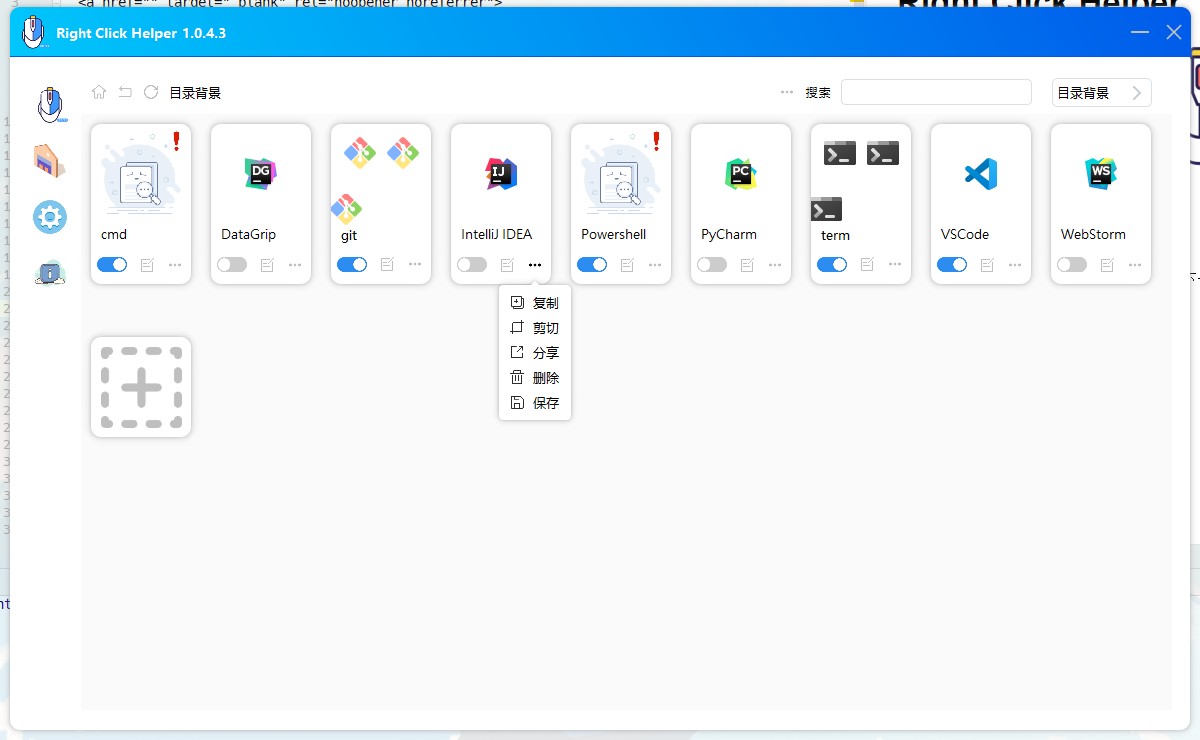 <a href="" target="_blank" rel="noopener noreferrer">
Right Click Helper
Right Click Helper 1.0.4.3
目录背景
搜索
目录背景
DG
IJ
PC
WS
cmd
DataGrip
git
IntelliJ IDEA
Powershell
PyCharm
term
VSCode
WebStorm
复制
剪切
分享
删除
保存